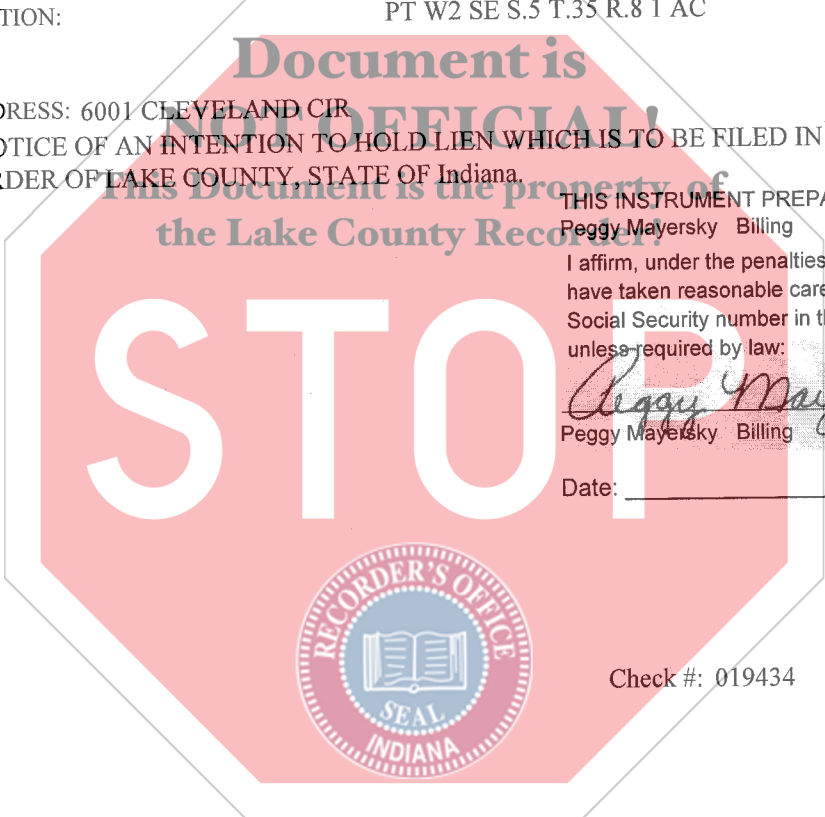 TION:
PT W2 SE S.5 T.35 R.8 1 AC
Document is
DRESS: 6001 CLEVELAND CIR
NOT OFFICIAL!
OTICE OF AN INTENTION TO HOLD LIEN WHICH IS TO BE FILED IN
RDER OF LAKE COUNTY, STATE OF Indiana.
This Document is the property of
the Lake County Recorder!
THIS INSTRUMENT PREPA
Peggy Mayersky Billing
I affirm, under the penalties
have taken reasonable care
Social Security number in th
unless required by law:
Peggy May
Peggy Mayersky Billing
Date:
STOP
RECORDER'S OFFICE
SEAL
INDIANA
Check #: 019434